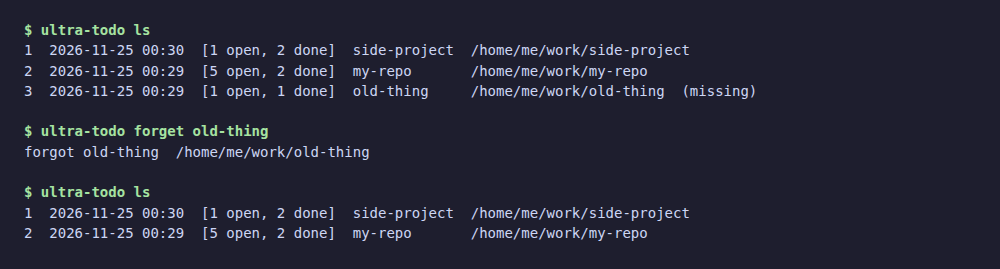 $ ultra-todo ls
1  2026-11-25 00:30  [1 open, 2 done]  side-project  /home/me/work/side-project
2  2026-11-25 00:29  [5 open, 2 done]  my-repo       /home/me/work/my-repo
3  2026-11-25 00:29  [1 open, 1 done]  old-thing     /home/me/work/old-thing  (missing)
$ ultra-todo forget old-thing
forgot old-thing  /home/me/work/old-thing
$ ultra-todo ls
1  2026-11-25 00:30  [1 open, 2 done]  side-project  /home/me/work/side-project
2  2026-11-25 00:29  [5 open, 2 done]  my-repo       /home/me/work/my-repo